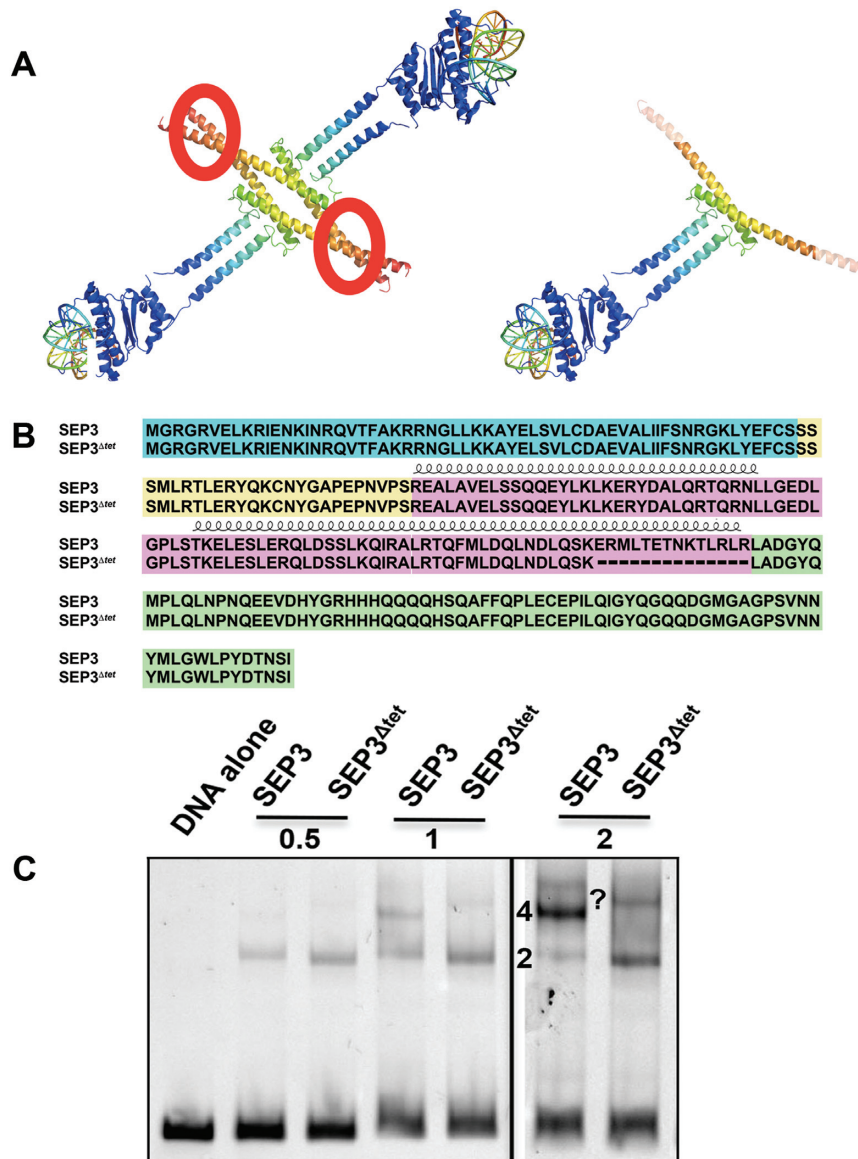 A
B
SEP3 MGRGRVELKRIENKINRQVTFAKRRNGLLKKAYELSVLCDAEVALIIFSNRGKLYEFCSSS
SEP3Δtet MGRGRVELKRIENKINRQVTFAKRRNGLLKKAYELSVLCDAEVALIIFSNRGKLYEFCSSS
SEP3 SMLRTLERYQKCNYGAPEPNVPSREALAVELSSQQEYLKLKERYDALQRTQRNLLGEDL
SEP3Δtet SMLRTLERYQKCNYGAPEPNVPSREALAVELSSQQEYLKLKERYDALQRTQRNLLGEDL
SEP3 GPLSTKELESLERQLDSSLKQIRALRTQFMLDQLNDLQSKERMLTETNKTLRLRLADGYQ
SEP3Δtet GPLSTKELESLERQLDSSLKQIRALRTQFMLDQLNDLQSK--------------LADGYQ
SEP3 MPLQLNPNQEEVDHYGRHHHQQQQHSQAFFQPLECEPILQIGYQGQQDGMGAGPSVNN
SEP3Δtet MPLQLNPNQEEVDHYGRHHHQQQQHSQAFFQPLECEPILQIGYQGQQDGMGAGPSVNN
SEP3 YMLGWLPYDTNSI
SEP3Δtet YMLGWLPYDTNSI
DNA alone SEP3 SEP3Δtet SEP3 SEP3Δtet SEP3 SEP3Δtet
0.5 1 2
C
4 ?
2